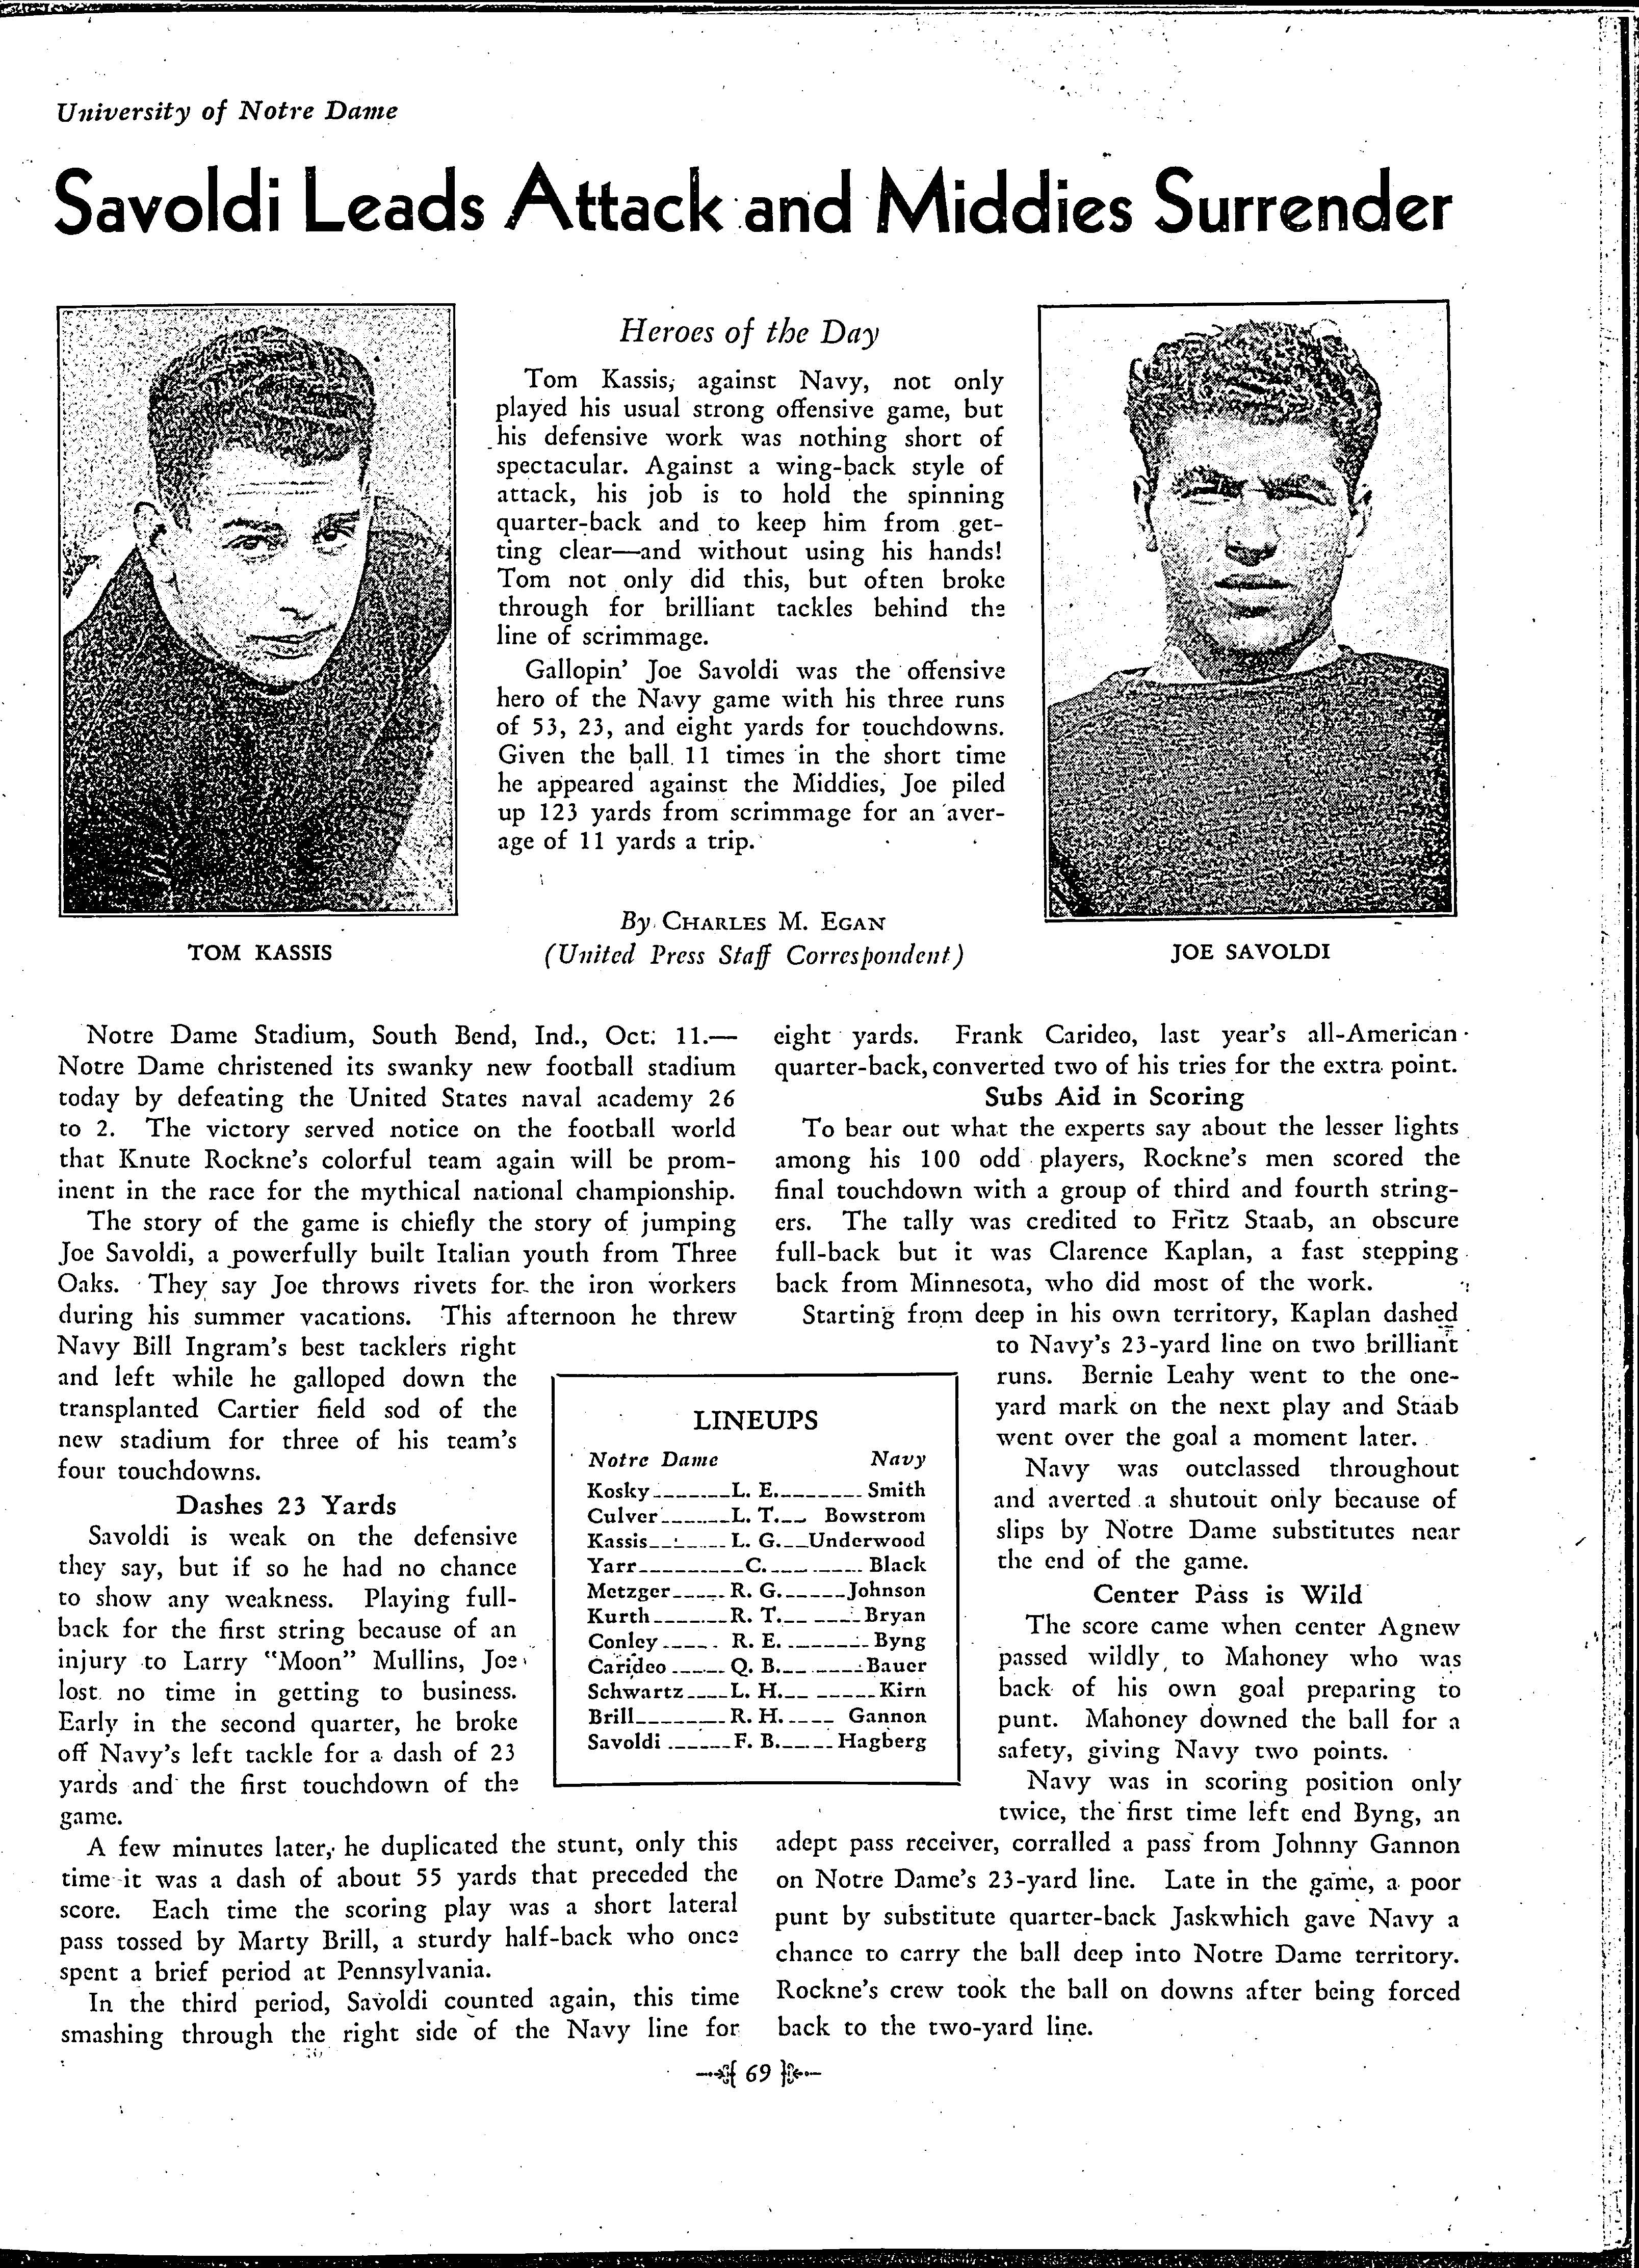 University of Notre Dame
Savoldi Leads Attack and Middies Surrender
Heroes of the Day
Tom Kassis, against Navy, not only
played his usual strong offensive game, but
his defensive work was nothing short of
spectacular. Against a wing-back style of
attack, his job is to hold the spinning
quarter-back and to keep him from get-
ting clear—and without using his hands!
Tom not only did this, but often broke
through for brilliant tackles behind the
line of scrimmage.
Gallopin' Joe Savoldi was the offensive
hero of the Navy game with his three runs
of 53, 23, and eight yards for touchdowns.
Given the ball 11 times in the short time
he appeared against the Middies, Joe piled
up 123 yards from scrimmage for an aver-
age of 11 yards a trip.
By CHARLES M. EGAN
(United Press Staff Correspondent)
TOM KASSIS
JOE SAVOLDI
Notre Dame Stadium, South Bend, Ind., Oct. 11.—
Notre Dame christened its swanky new football stadium
today by defeating the United States naval academy 26
to 2. The victory served notice on the football world
that Knute Rockne's colorful team again will be prom-
inent in the race for the mythical national championship.
The story of the game is chiefly the story of jumping
Joe Savoldi, a powerfully built Italian youth from Three
Oaks. They say Joe throws rivets for the iron workers
during his summer vacations. This afternoon he threw
Navy Bill Ingram's best tacklers right
and left while he galloped down the
transplanted Cartier field sod of the
new stadium for three of his team's
four touchdowns.
Dashes 23 Yards
Savoldi is weak on the defensive
they say, but if so he had no chance
to show any weakness. Playing full-
back for the first string because of an
injury to Larry "Moon" Mullins, Joe
lost no time in getting to business.
Early in the second quarter, he broke
off Navy's left tackle for a dash of 23
yards and the first touchdown of the
game.
A few minutes later, he duplicated the stunt, only this
time it was a dash of about 55 yards that preceded the
score. Each time the scoring play was a short lateral
pass tossed by Marty Brill, a sturdy half-back who once
spent a brief period at Pennsylvania.
In the third period, Savoldi counted again, this time
smashing through the right side of the Navy line for
LINEUPS
Notre Dame Navy
Kosky L. E. Smith
Culver L. T. Bowstrom
Kassis L. G. Underwood
Yarr C. Black
Metzger R. G. Johnson
Kurth R. T. Bryan
Conley R. E. Byng
Carideo Q. B. Bauer
Schwartz L. H. Kirn
Brill R. H. Gannon
Savoldi F. B. Hagberg
eight yards. Frank Carideo, last year's all-American
quarter-back, converted two of his tries for the extra point.
Subs Aid in Scoring
To bear out what the experts say about the lesser lights
among his 100 odd players, Rockne's men scored the
final touchdown with a group of third and fourth string-
ers. The tally was credited to Fritz Staab, an obscure
full-back but it was Clarence Kaplan, a fast stepping
back from Minnesota, who did most of the work.
Starting from deep in his own territory, Kaplan dashed
to Navy's 23-yard line on two brilliant
runs. Bernie Leahy went to the one-
yard mark on the next play and Staab
went over the goal a moment later.
Navy was outclassed throughout
and averted a shutout only because of
slips by Notre Dame substitutes near
the end of the game.
Center Pass is Wild
The score came when center Agnew
passed wildly to Mahoney who was
back of his own goal preparing to
punt. Mahoney downed the ball for a
safety, giving Navy two points.
Navy was in scoring position only
twice, the first time left end Byng, an
adept pass receiver, corralled a pass from Johnny Gannon
on Notre Dame's 23-yard line. Late in the game, a poor
punt by substitute quarter-back Jaskwhich gave Navy a
chance to carry the ball deep into Notre Dame territory.
Rockne's crew took the ball on downs after being forced
back to the two-yard line.
69